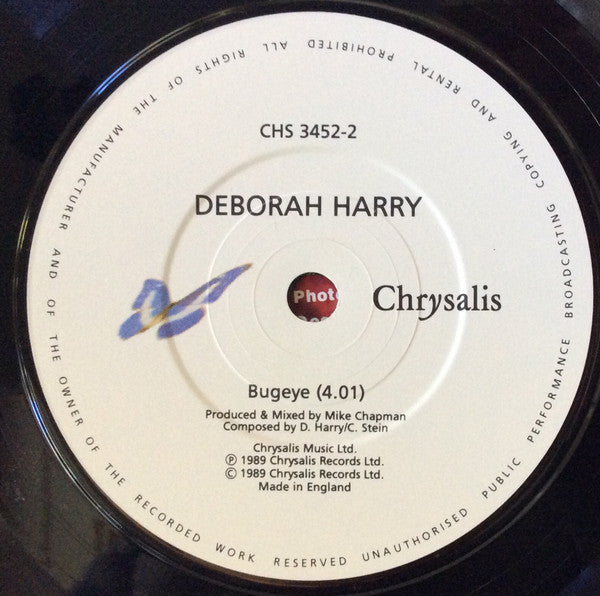 CHS 3452-2
DEBORAH HARRY
Chrysalis
Photo
Bugeye (4.01)
Produced & Mixed by Mike Chapman
Composed by D. Harry/C. Stein
Chrysalis Music Ltd.
℗ 1989 Chrysalis Records Ltd.
© 1989 Chrysalis Records Ltd.
Made in England
ALL RIGHTS OF THE MANUFACTURER AND OF THE OWNER OF THE RECORDED WORK RESERVED UNAUTHORISED PUBLIC PERFORMANCE BROADCASTING COPYING AND RENTAL PROHIBITED